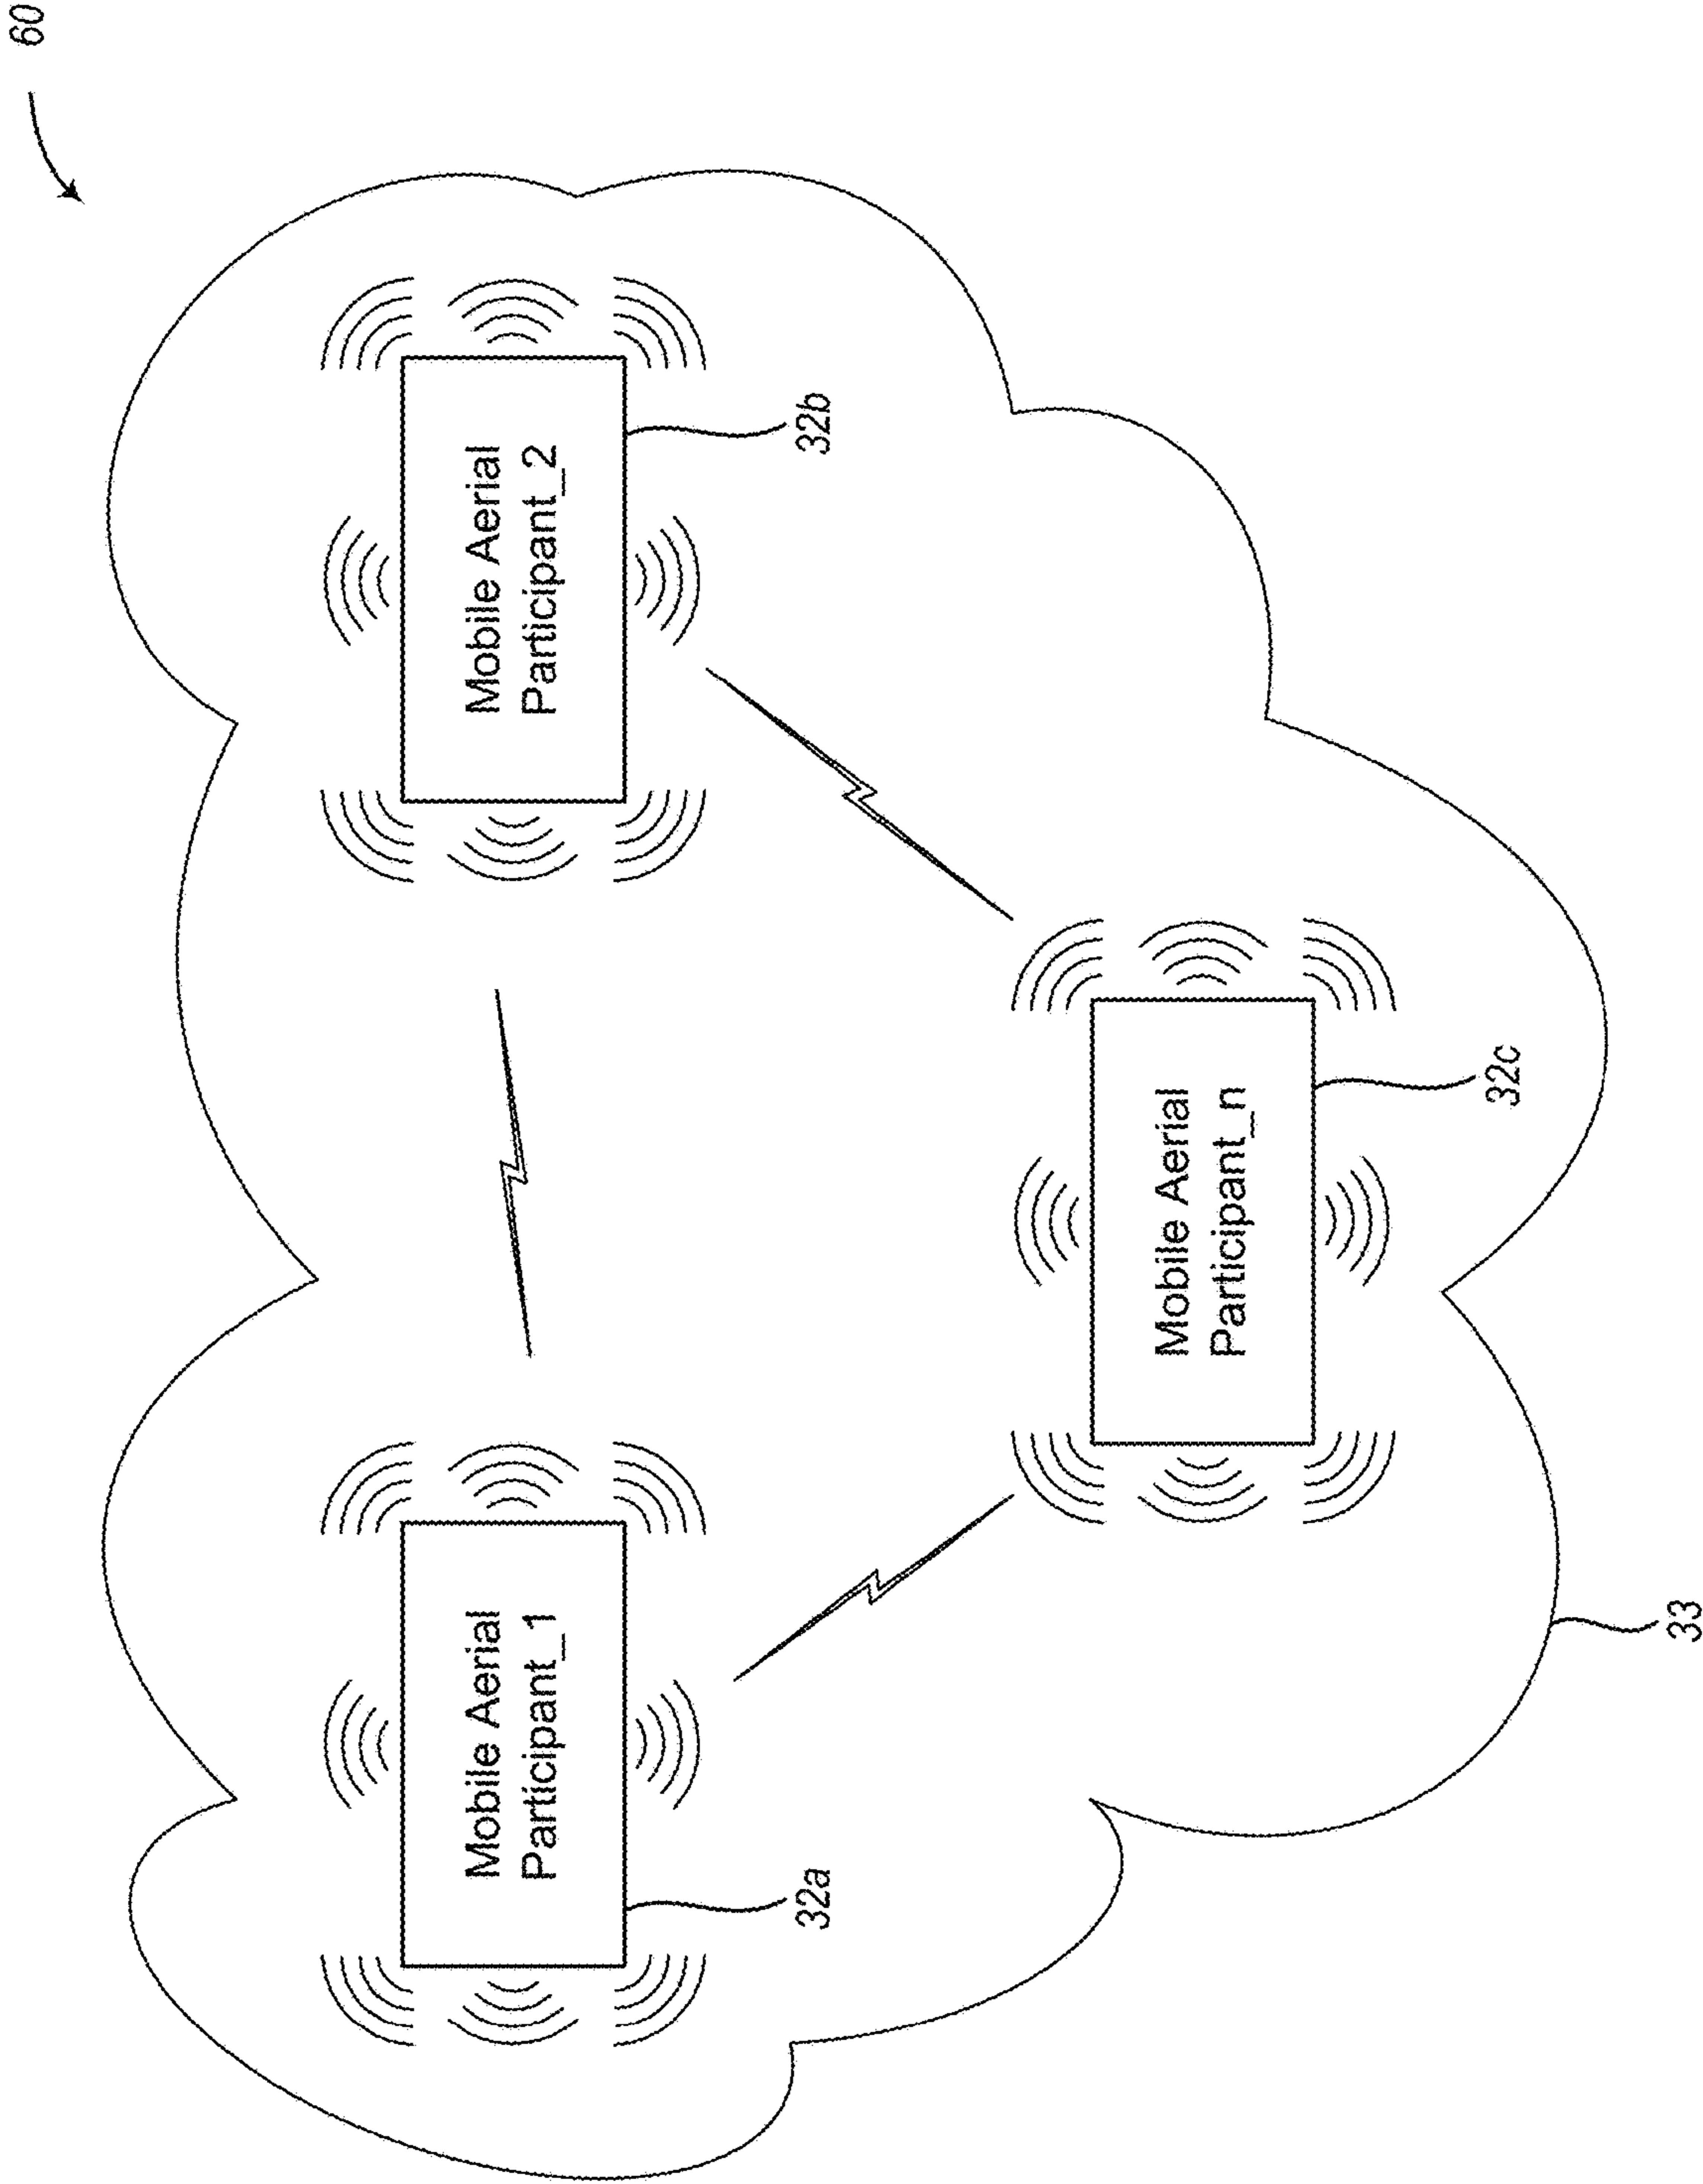 60
Mobile Aerial
Participant_1
32a
Mobile Aerial
Participant_2
32b
Mobile Aerial
Participant_n
32c
33